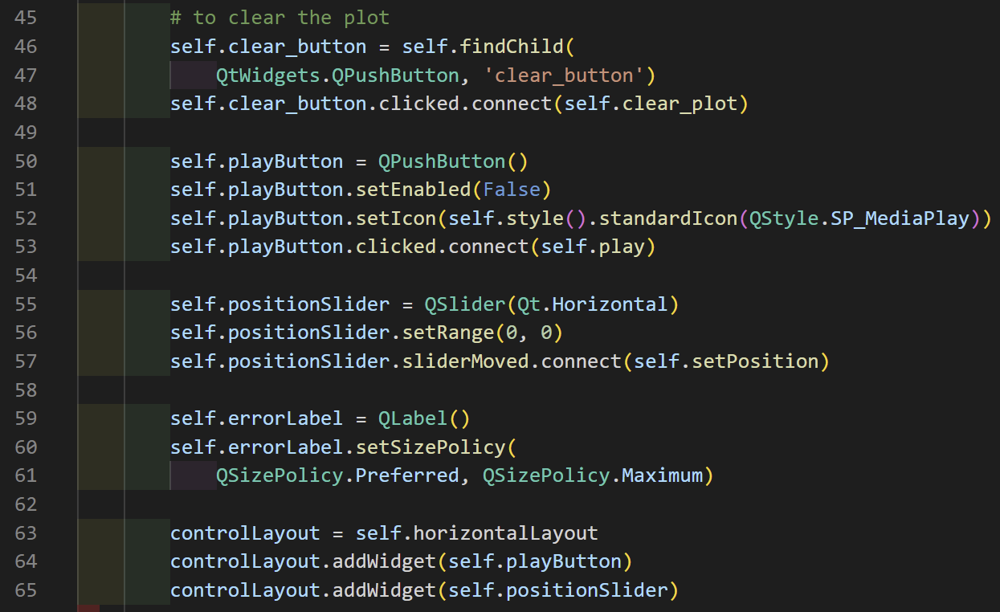 45 # to clear the plot
46 self.clear_button = self.findChild(
47 QtWidgets.QPushButton, 'clear_button')
48 self.clear_button.clicked.connect(self.clear_plot)
49
50 self.playButton = QPushButton()
51 self.playButton.setEnabled(False)
52 self.playButton.setIcon(self.style().standardIcon(QStyle.SP_MediaPlay))
53 self.playButton.clicked.connect(self.play)
54
55 self.positionSlider = QSlider(Qt.Horizontal)
56 self.positionSlider.setRange(0, 0)
57 self.positionSlider.sliderMoved.connect(self.setPosition)
58
59 self.errorLabel = QLabel()
60 self.errorLabel.setSizePolicy(
61 QSizePolicy.Preferred, QSizePolicy.Maximum)
62
63 controlLayout = self.horizontalLayout
64 controlLayout.addWidget(self.playButton)
65 controlLayout.addWidget(self.positionSlider)